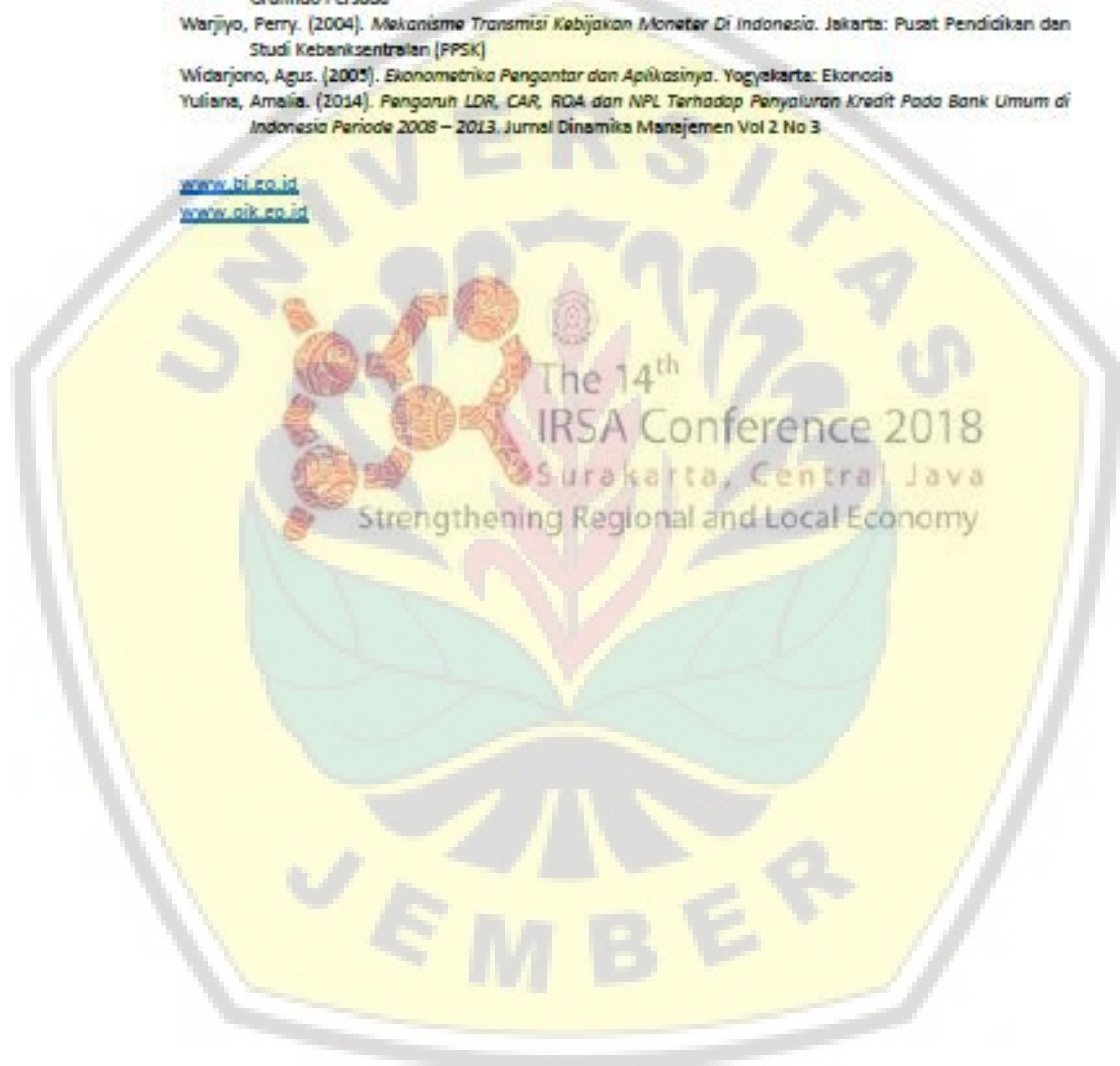 Warjiyo, Perry. (2004). Mekanisme Transmisi Kebijakan Moneter Di Indonesia. Jakarta: Pusat Pendidikan dan
Studi Kebanksentralan (PPSK)
Widarjono, Agus. (2005). Ekonometrika Pengantar dan Aplikasinya. Yogyakarta: Ekonosia
Yuliana, Amalia. (2014). Pengaruh LDR, CAR, ROA dan NPL Terhadap Penyaluran Kredit Pada Bank Umum di
Indonesia Periode 2008 – 2013. Jurnal Dinamika Manajemen Vol 2 No 3
www.bi.go.id
www.ojk.go.id
UNIVERSITAS
The 14th
IRSA Conference 2018
Surakarta, Central Java
Strengthening Regional and Local Economy
JEMBER